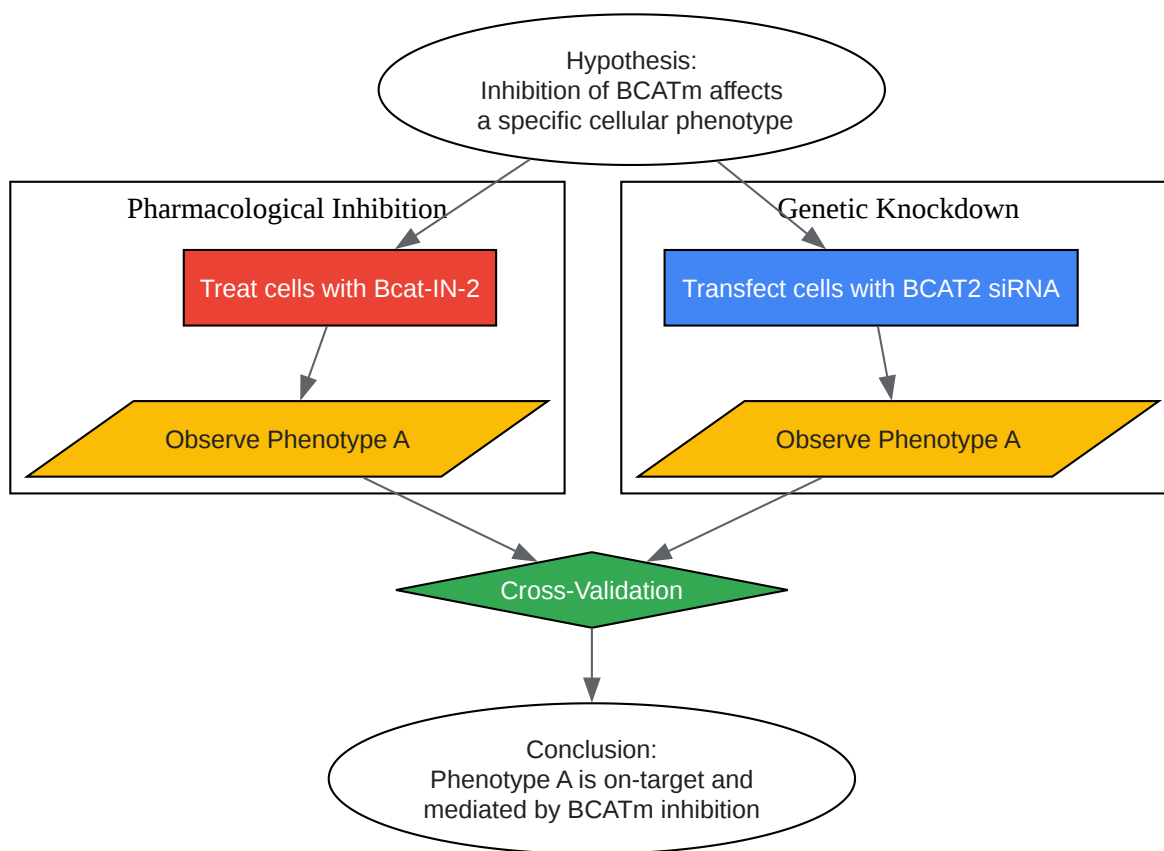 Hypothesis:
Inhibition of BCATm affects
a specific cellular phenotype
Pharmacological Inhibition
Genetic Knockdown
Treat cells with Bcat-IN-2
Transfect cells with BCAT2 siRNA
Observe Phenotype A
Observe Phenotype A
Cross-Validation
Conclusion:
Phenotype A is on-target and
mediated by BCATm inhibition